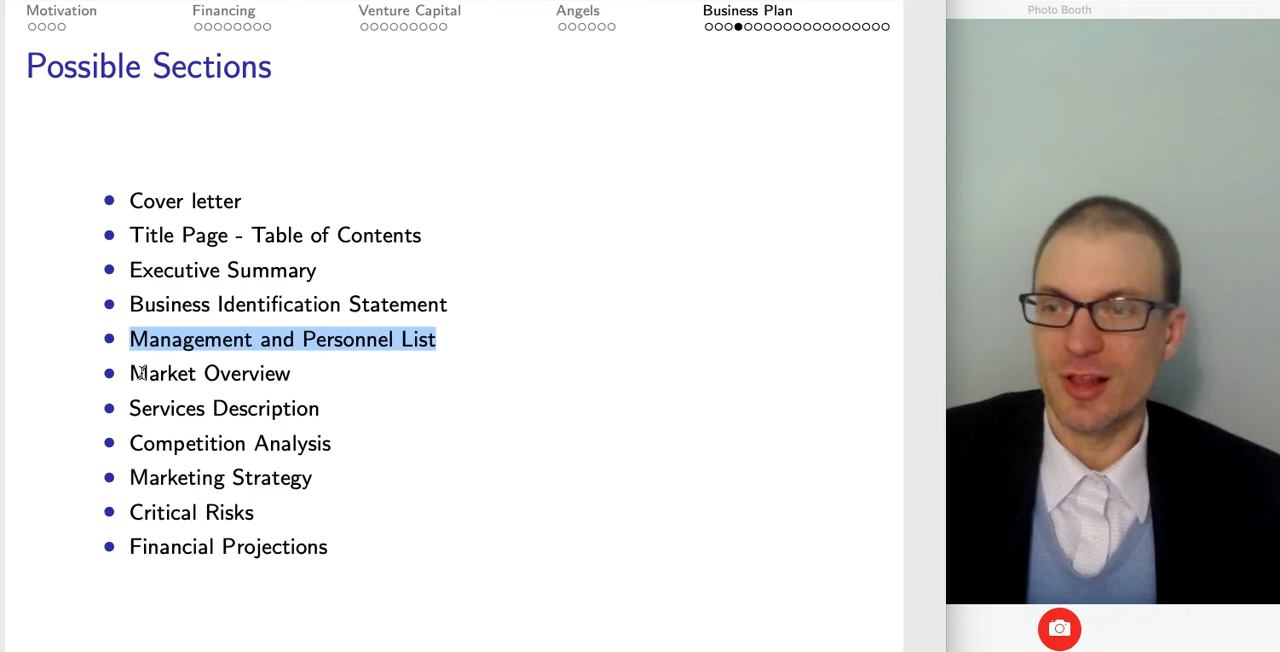 Motivation Financing Venture Capital Angels Business Plan Photo Booth
Possible Sections
Cover letter
Title Page - Table of Contents
Executive Summary
Business Identification Statement
Management and Personnel List
Market Overview
Services Description
Competition Analysis
Marketing Strategy
Critical Risks
Financial Projections